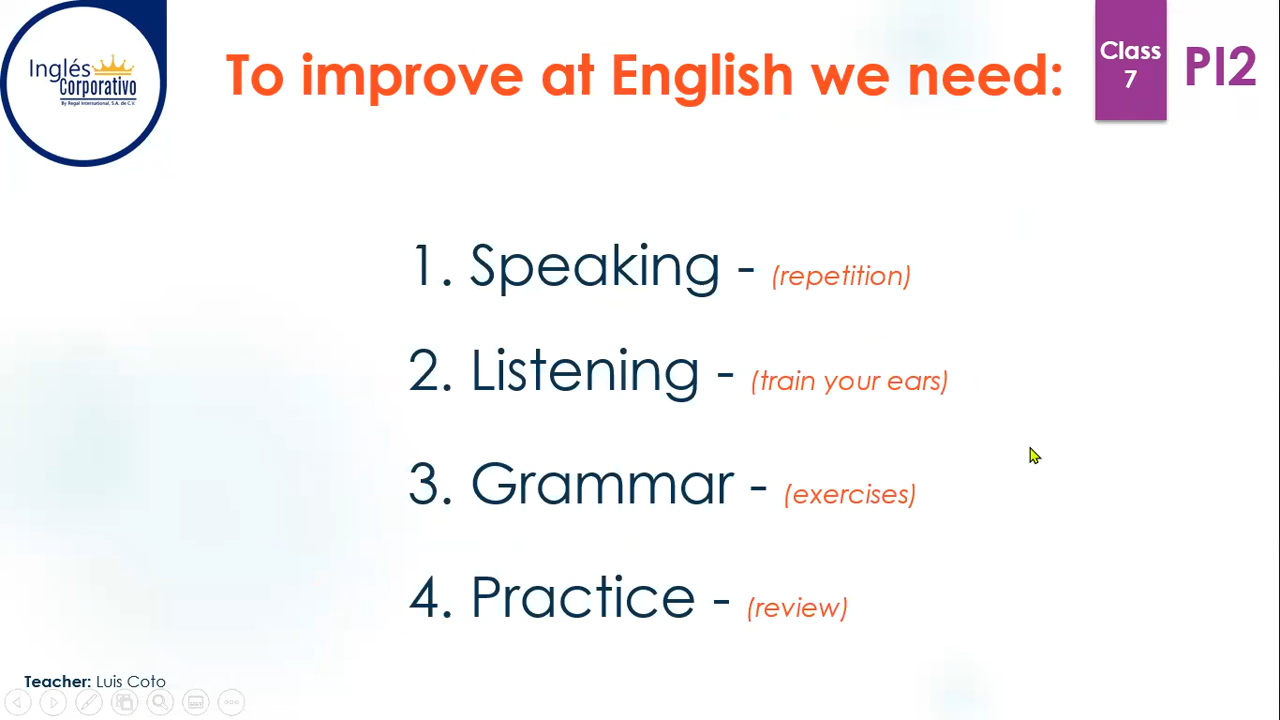 Inglés
Corporativo
By Regal International, S.A. de C.V.
To improve at English we need:
Class
7
PI2
1. Speaking - (repetition)
2. Listening - (train your ears)
3. Grammar - (exercises)
4. Practice - (review)
Teacher: Luis Coto